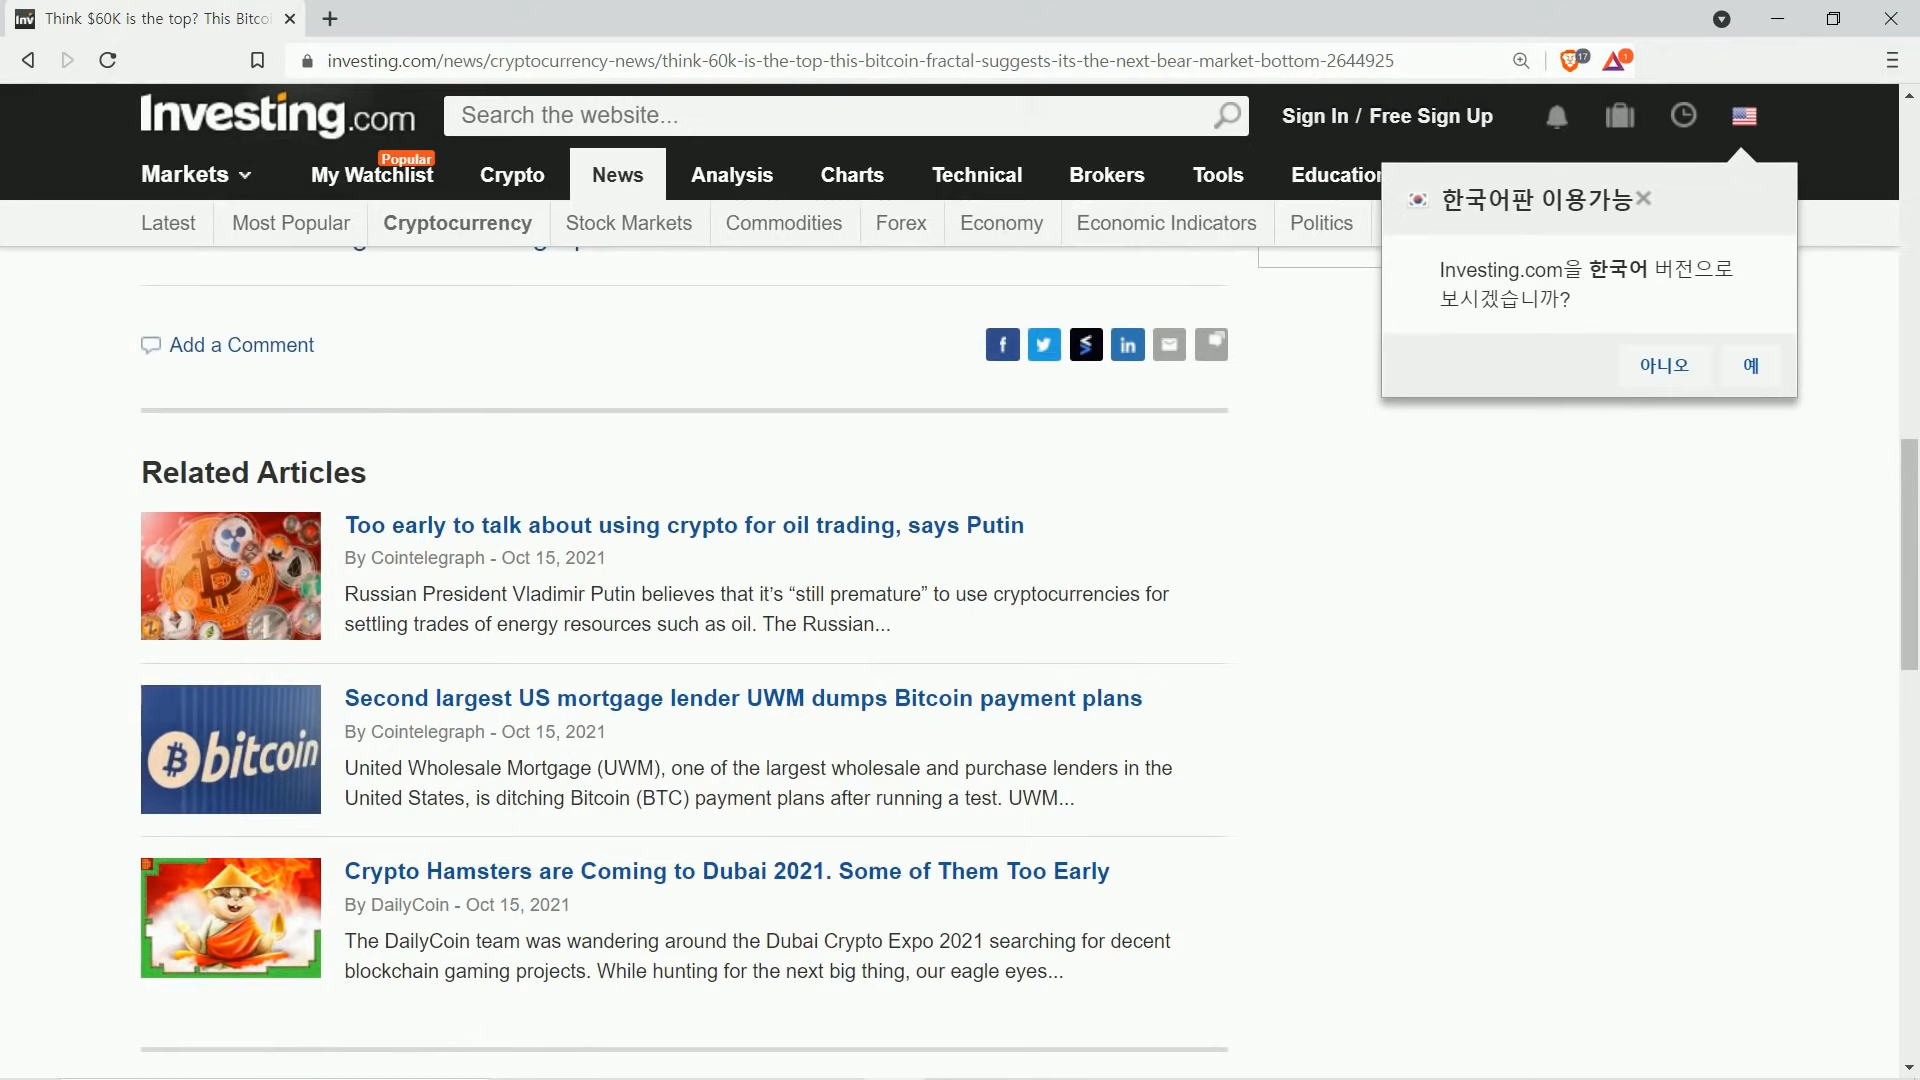 Think $60K is the top? This Bitco
investing.com/news/cryptocurrency-news/think-60k-is-the-top-this-bitcoin-fractal-suggests-its-the-next-bear-market-bottom-2644925
17
1
Investing.com
Search the website...
Sign In / Free Sign Up
Markets
My Watchlist
Popular
Crypto
News
Analysis
Charts
Technical
Brokers
Tools
Education
Latest
Most Popular
Cryptocurrency
Stock Markets
Commodities
Forex
Economy
Economic Indicators
Politics
한국어판 이용가능
Investing.com을 한국어 버전으로
보시겠습니까?
아니오
예
Add a Comment
Related Articles
Too early to talk about using crypto for oil trading, says Putin
By Cointelegraph - Oct 15, 2021
Russian President Vladimir Putin believes that it’s “still premature” to use cryptocurrencies for
settling trades of energy resources such as oil. The Russian...
bitcoin
Second largest US mortgage lender UWM dumps Bitcoin payment plans
By Cointelegraph - Oct 15, 2021
United Wholesale Mortgage (UWM), one of the largest wholesale and purchase lenders in the
United States, is ditching Bitcoin (BTC) payment plans after running a test. UWM...
Crypto Hamsters are Coming to Dubai 2021. Some of Them Too Early
By DailyCoin - Oct 15, 2021
The DailyCoin team was wandering around the Dubai Crypto Expo 2021 searching for decent
blockchain gaming projects. While hunting for the next big thing, our eagle eyes...